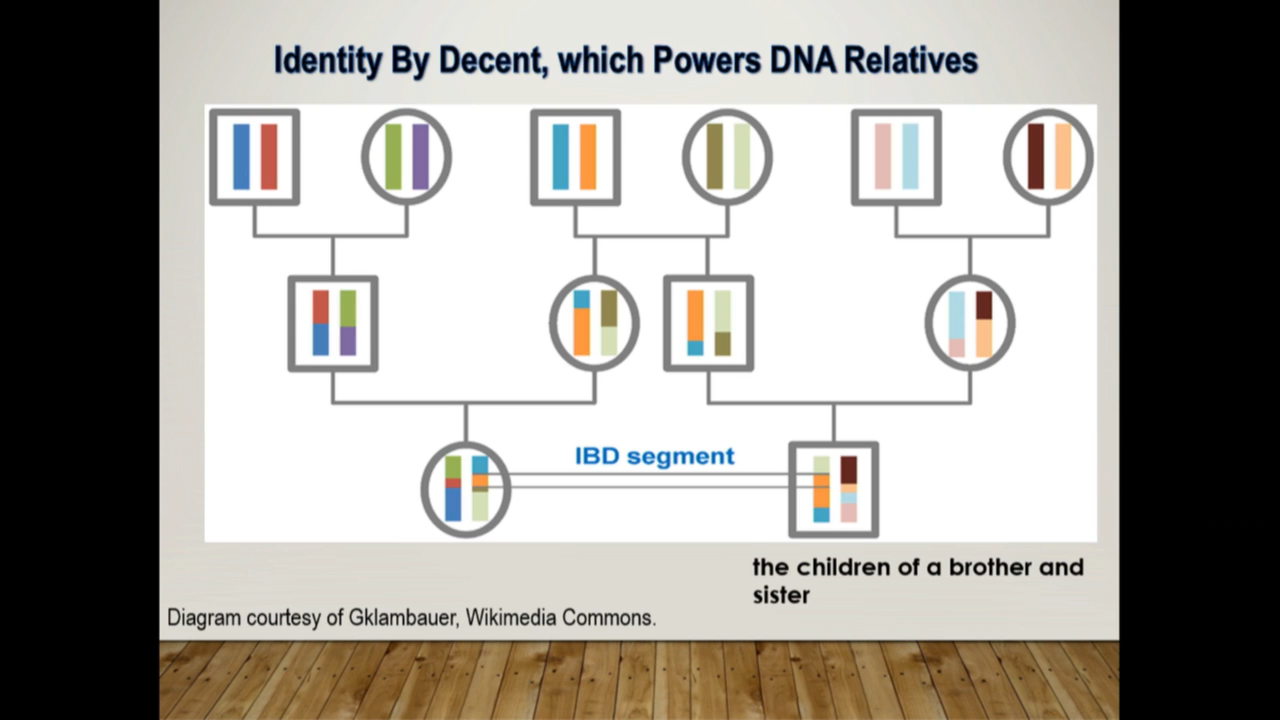 Identity By Decent, which Powers DNA Relatives
IBD segment
the children of a brother and
sister
Diagram courtesy of Gklambauer, Wikimedia Commons.